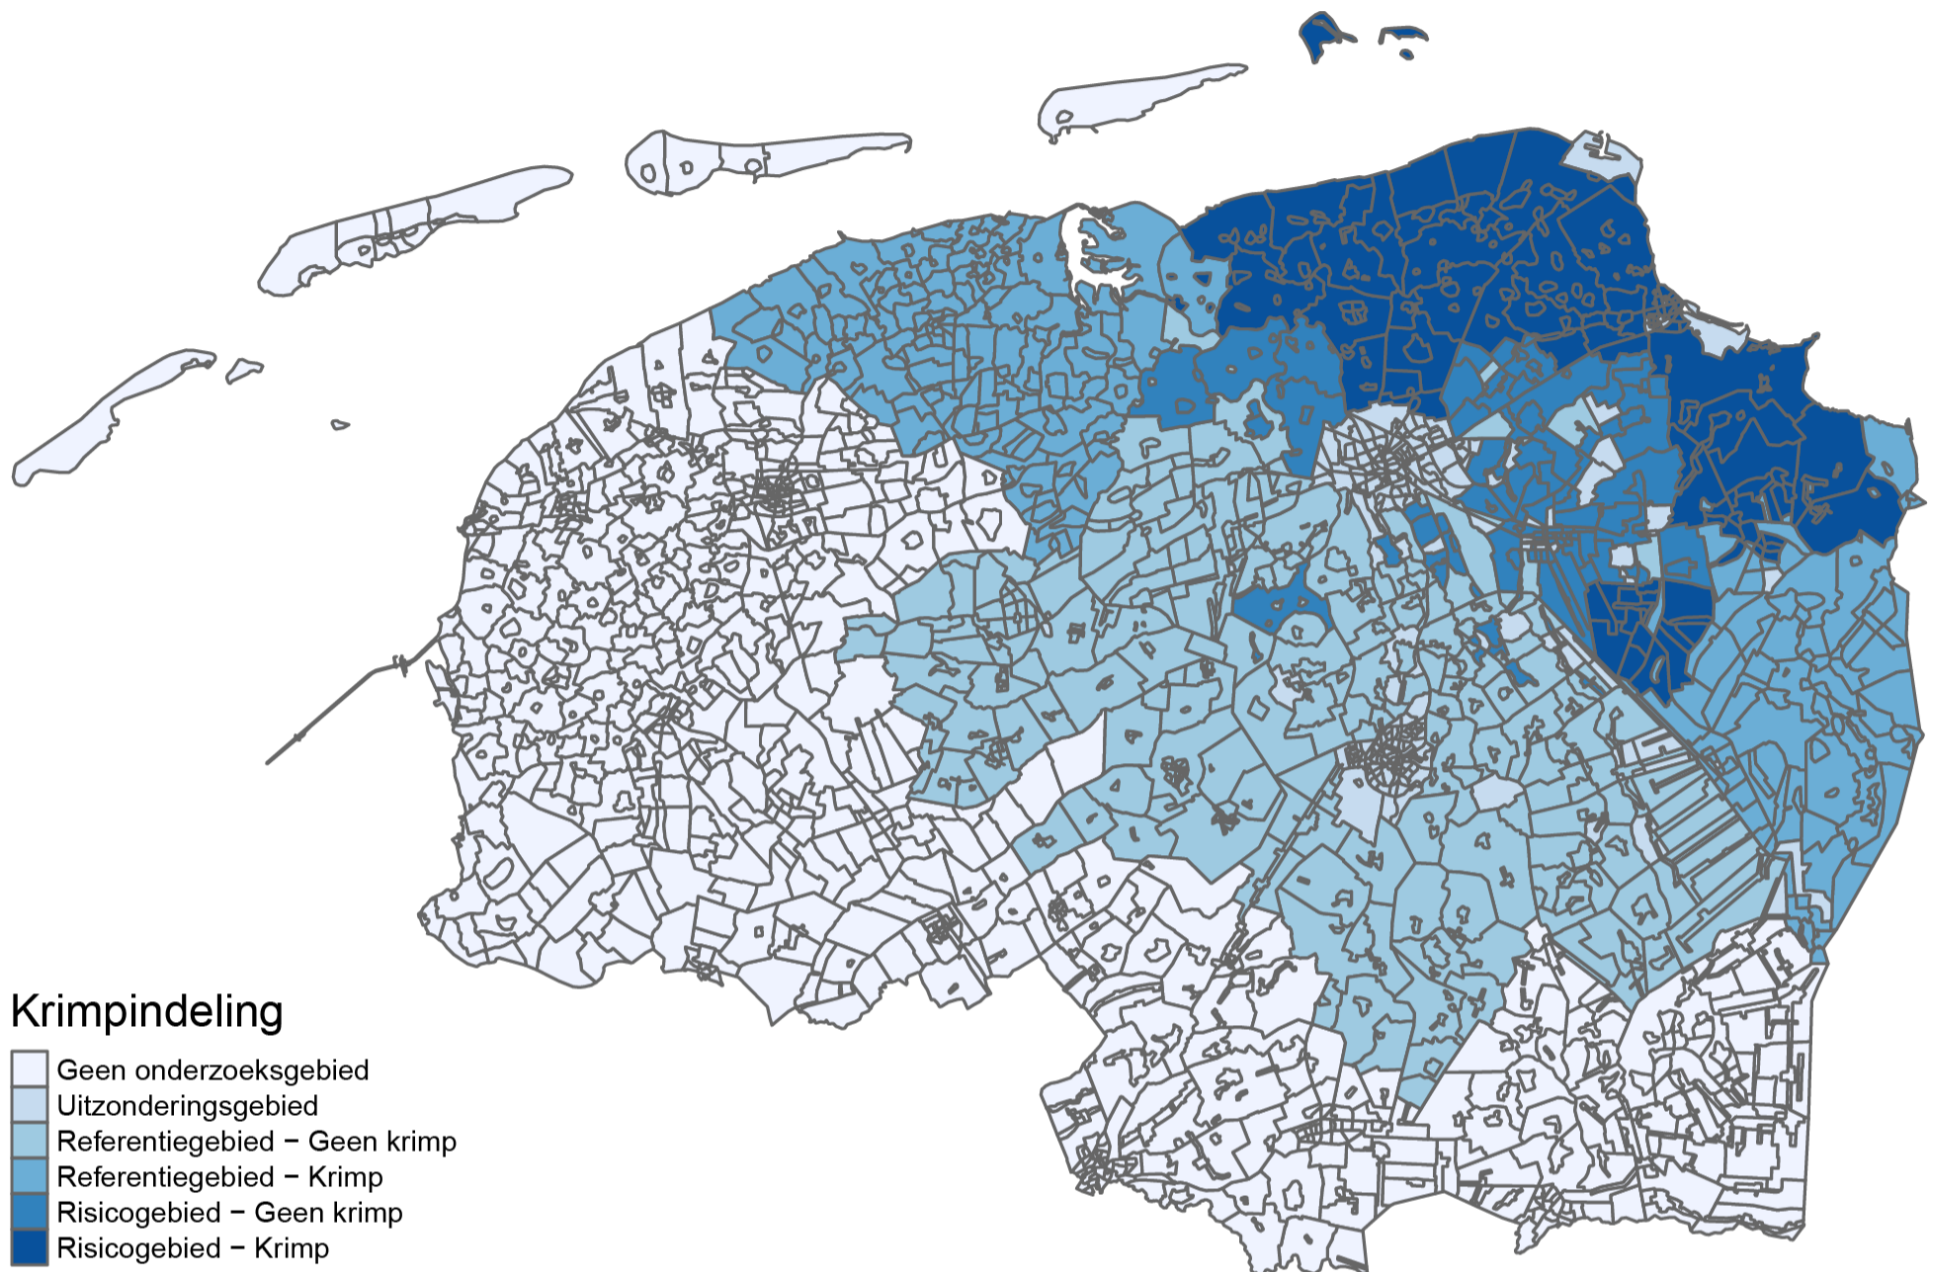 Krimpindeling
Geen onderzoeksgebied
Uitzonderingsgebied
Referentiegebied − Geen krimp
Referentiegebied − Krimp
Risicogebied − Geen krimp
Risicogebied − Krimp